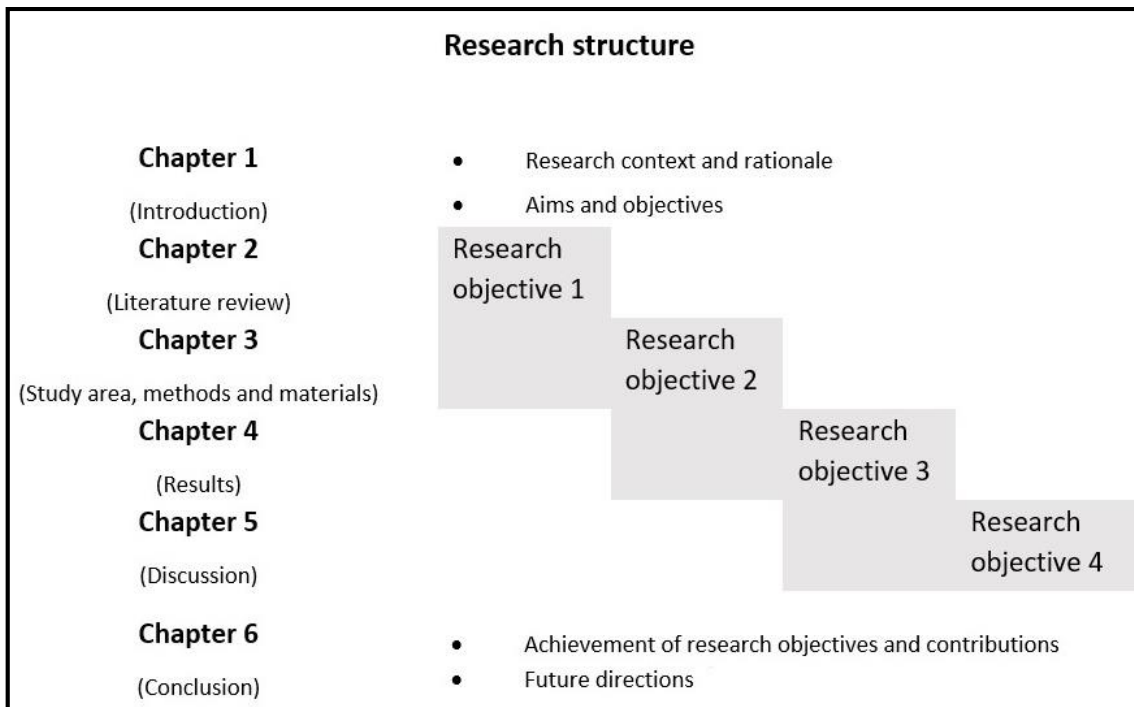 Research structure
Chapter 1
• Research context and rationale
(Introduction)
• Aims and objectives
Chapter 2
Research
objective 1
(Literature review)
Chapter 3
Research
objective 2
(Study area, methods and materials)
Chapter 4
Research
objective 3
(Results)
Chapter 5
Research
objective 4
(Discussion)
Chapter 6
• Achievement of research objectives and contributions
(Conclusion)
• Future directions